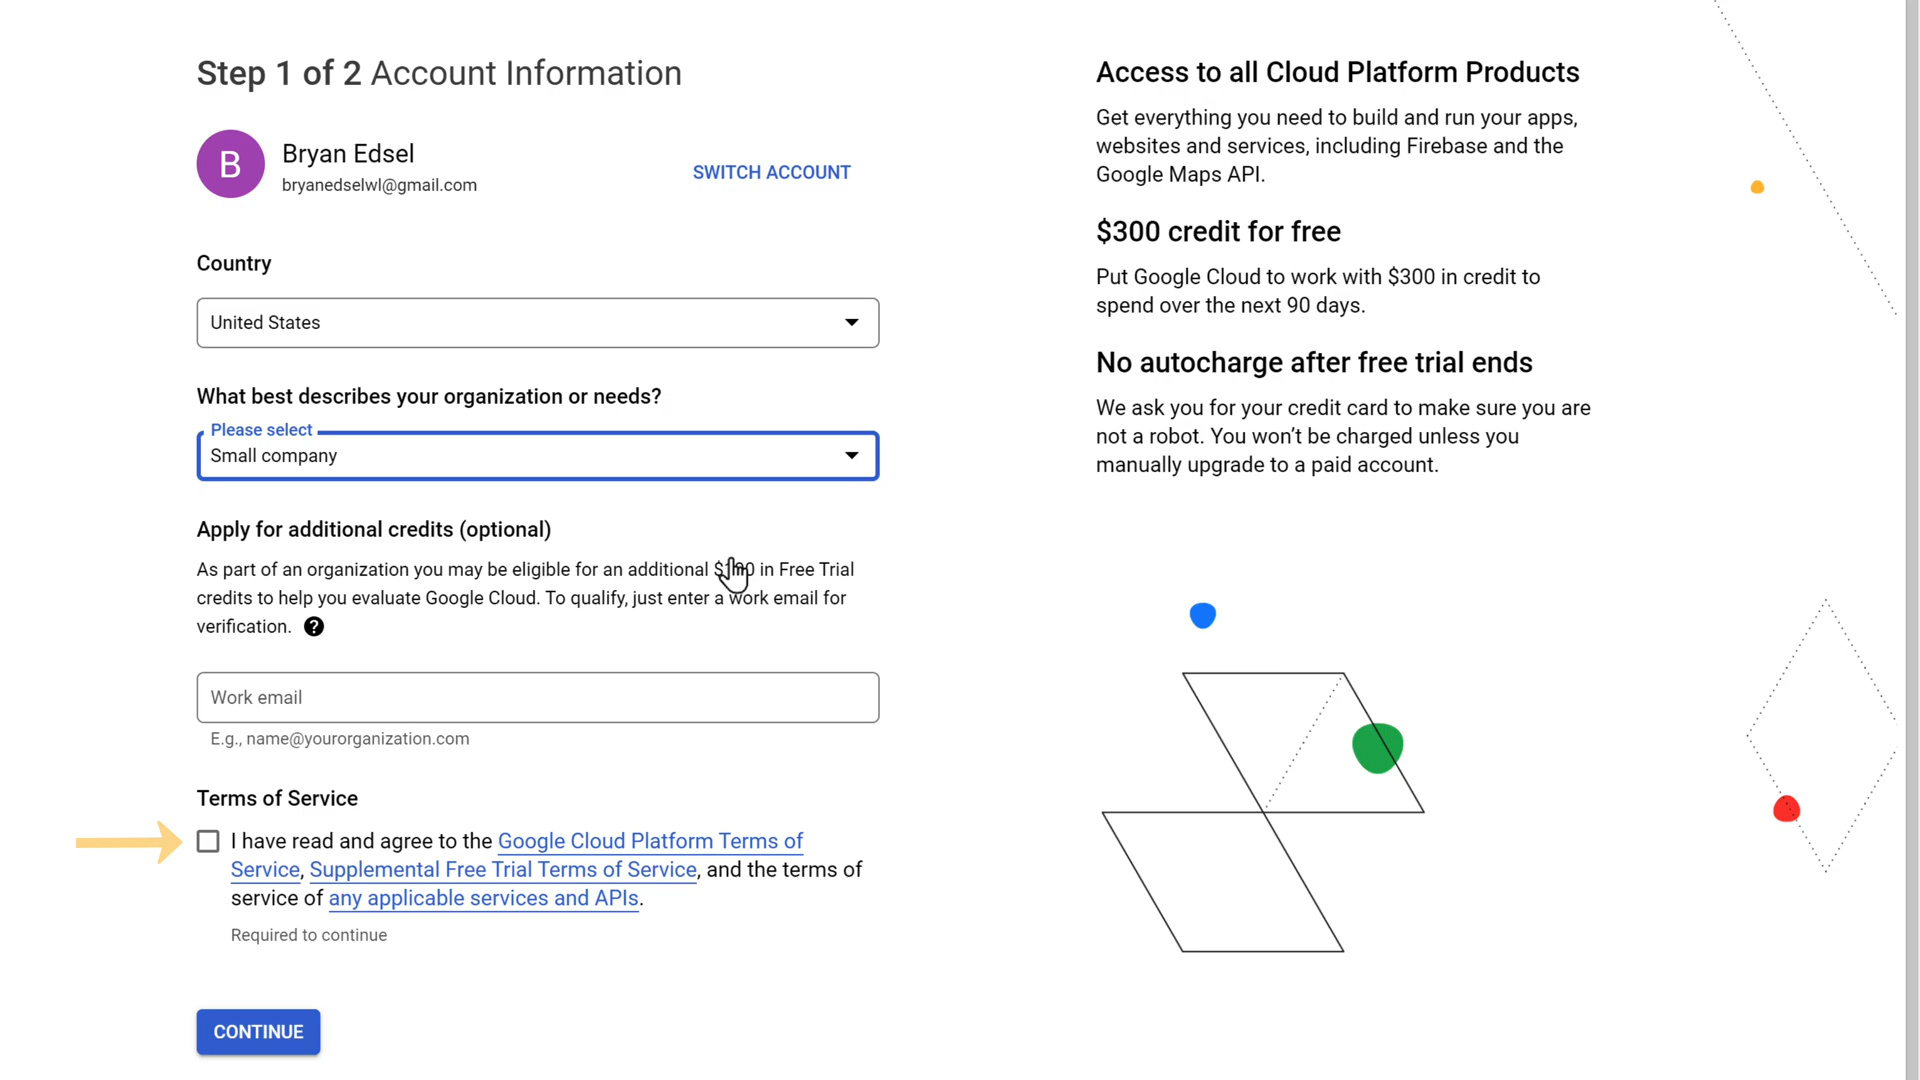 Step 1 of 2 Account Information
B
Bryan Edsel
bryanedselwl@gmail.com
SWITCH ACCOUNT
Country
United States
What best describes your organization or needs?
Please select
Small company
Apply for additional credits (optional)
As part of an organization you may be eligible for an additional in Free Trial
credits to help you evaluate Google Cloud. To qualify, just enter a work email for
verification. ?
Work email
E.g., name@yourorganization.com
Terms of Service
I have read and agree to the Google Cloud Platform Terms of
Service, Supplemental Free Trial Terms of Service, and the terms of
service of any applicable services and APIs.
Required to continue
CONTINUE
Access to all Cloud Platform Products
Get everything you need to build and run your apps,
websites and services, including Firebase and the
Google Maps API.
$300 credit for free
Put Google Cloud to work with $300 in credit to
spend over the next 90 days.
No autocharge after free trial ends
We ask you for your credit card to make sure you are
not a robot. You won’t be charged unless you
manually upgrade to a paid account.